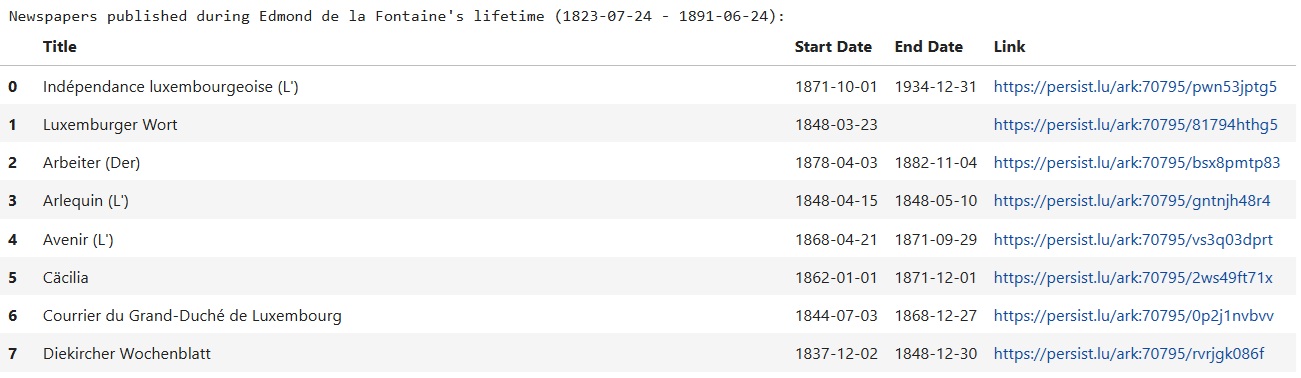 Newspapers published during Edmond de la Fontaine's lifetime (1823-07-24 - 1891-06-24):
Title Start Date End Date Link
0 Indépendance luxembourgeoise (L') 1871-10-01 1934-12-31 https://persist.lu/ark:70795/pwn53jptg5
1 Luxemburger Wort 1848-03-23 https://persist.lu/ark:70795/81794hthg5
2 Arbeiter (Der) 1878-04-03 1882-11-04 https://persist.lu/ark:70795/bsx8pmtp83
3 Arlequin (L') 1848-04-15 1848-05-10 https://persist.lu/ark:70795/gntnjh48r4
4 Avenir (L') 1868-04-21 1871-09-29 https://persist.lu/ark:70795/vs3q03dprt
5 Cäcilia 1862-01-01 1871-12-01 https://persist.lu/ark:70795/2ws49ft71x
6 Courrier du Grand-Duché de Luxembourg 1844-07-03 1868-12-27 https://persist.lu/ark:70795/0p2j1nvbvv
7 Diekircher Wochenblatt 1837-12-02 1848-12-30 https://persist.lu/ark:70795/rvrjgk086f